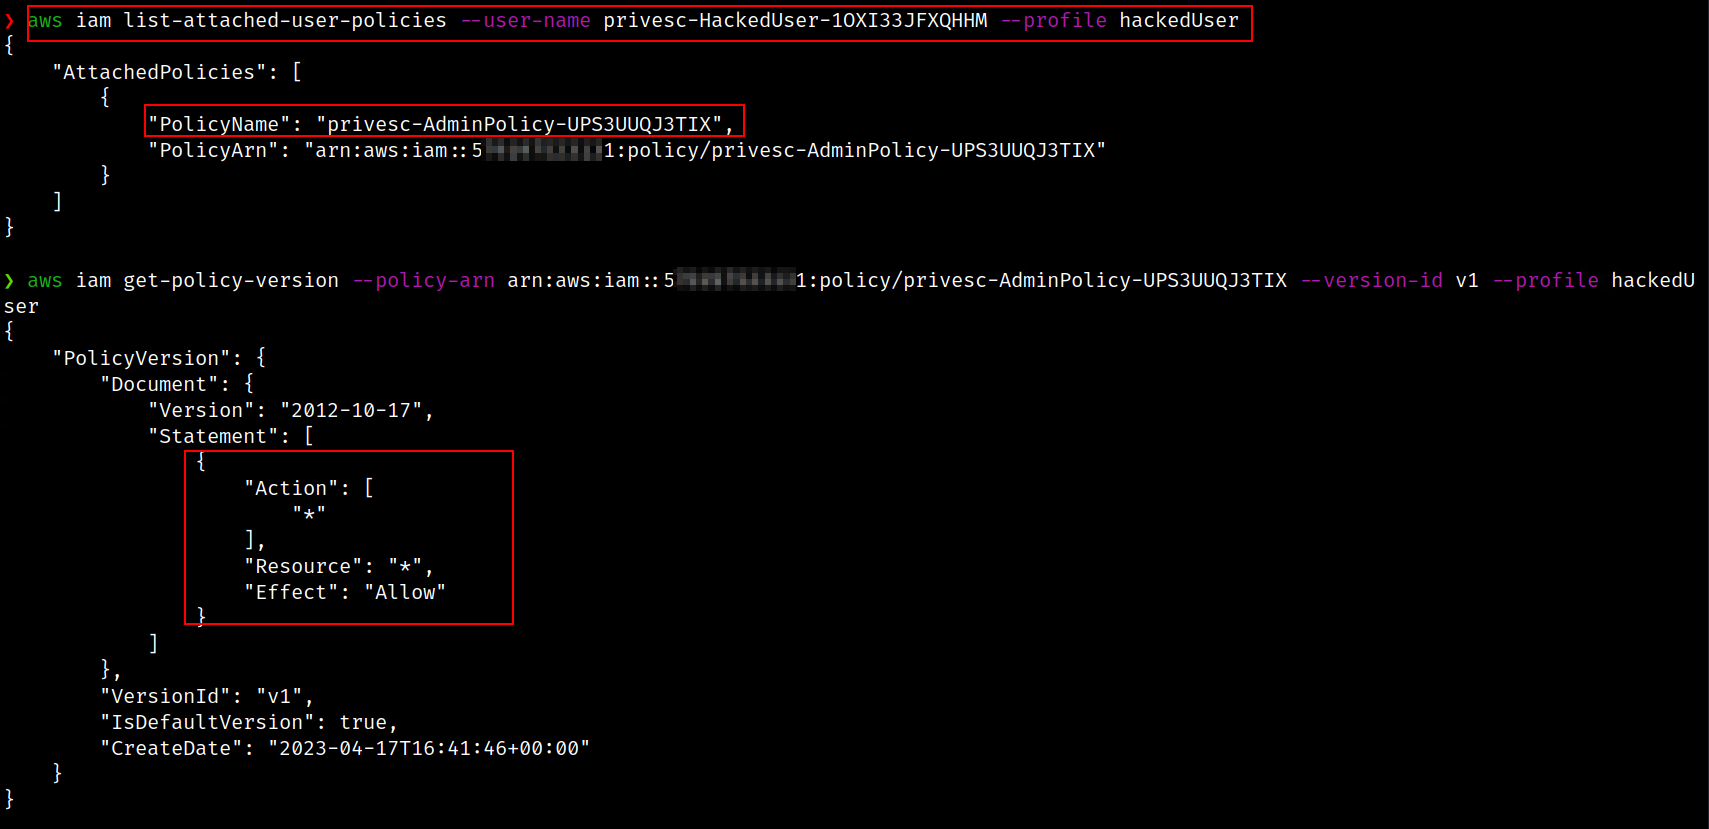 ❯ aws iam list-attached-user-policies --user-name privesc-HackedUser-1OXI33JFXQHHM --profile hackedUser
{
    "AttachedPolicies": [
        {
            "PolicyName": "privesc-AdminPolicy-UPS3UUQJ3TIX",
            "PolicyArn": "arn:aws:iam::5 1:policy/privesc-AdminPolicy-UPS3UUQJ3TIX"
        }
    ]
}
❯ aws iam get-policy-version --policy-arn arn:aws:iam::5 1:policy/privesc-AdminPolicy-UPS3UUQJ3TIX --version-id v1 --profile hackedU
ser
{
    "PolicyVersion": {
        "Document": {
            "Version": "2012-10-17",
            "Statement": [
                {
                    "Action": [
                        "*"
                    ],
                    "Resource": "*",
                    "Effect": "Allow"
                }
            ]
        },
        "VersionId": "v1",
        "IsDefaultVersion": true,
        "CreateDate": "2023-04-17T16:41:46+00:00"
    }
}